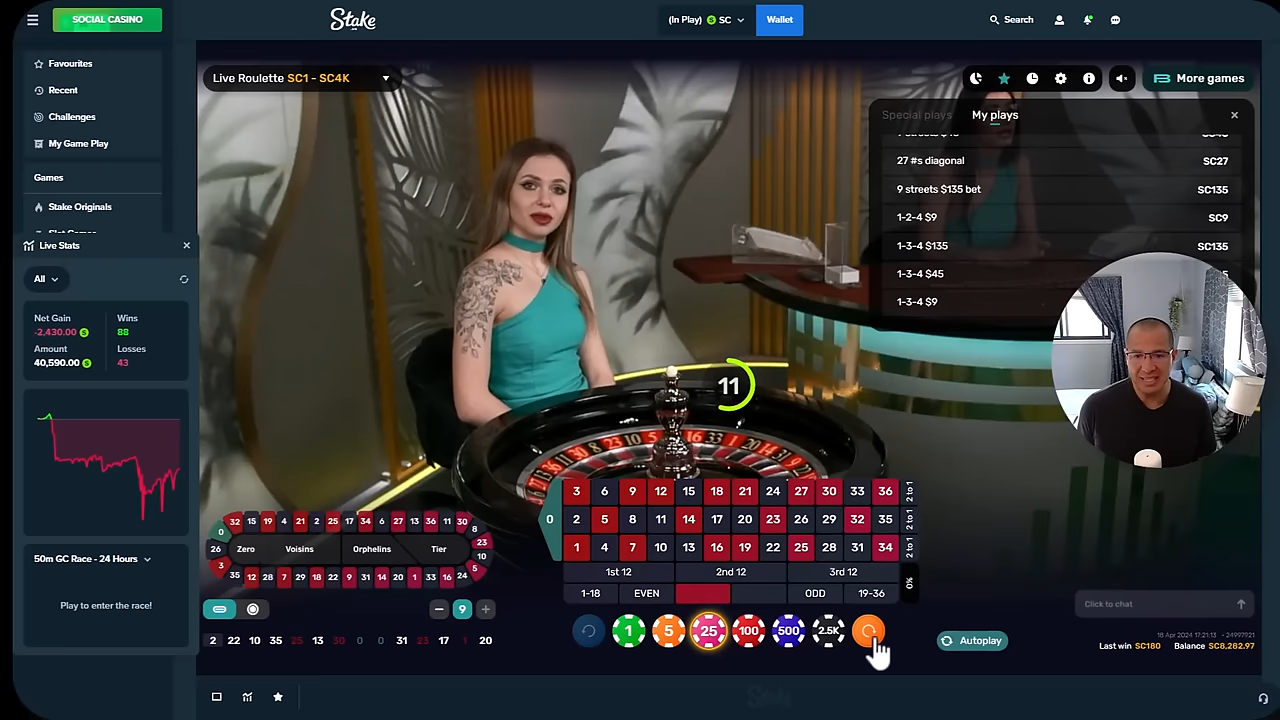 SOCIAL CASINO
Stake
(In Play) SC
Wallet
Search
Favourites
Recent
Challenges
My Game Play
Games
Stake Originals
Live Stats
All
Net Gain
Wins
-2,430.00
88
Amount
Losses
40,590.00
43
50m GC Race - 24 Hours
Play to enter the race!
Live Roulette SC1 - SC4K
More games
Special plays
My plays
27 #s diagonal SC27
9 streets $135 bet SC135
1-2-4 $9 SC9
1-3-4 $135 SC135
1-3-4 $45
1-3-4 $9
11
3 6 9 12 15 18 21 24 27 30 33 36 2 to 1
0 2 5 8 11 14 17 20 23 26 29 32 35 2 to 1
1 4 7 10 13 16 19 22 25 28 31 34 2 to 1
1st 12 2nd 12 3rd 12
1-18 EVEN ODD 19-36
0%
32 15 19 4 21 2 25 17 34 6 27 13 36 11 30
0 8
26 Zero Voisins Orphelins Tier 23
3 10
35 12 28 7 29 18 22 9 31 14 20 1 33 16 24 5
9
2 22 10 35 25 13 30 0 0 31 23 17 1 20
1 5 25 100 500 2.5K
Autoplay
Click to chat
18 Apr 2024 17:21:13 - 24997921
Last win SC180 Balance SC8,282.97